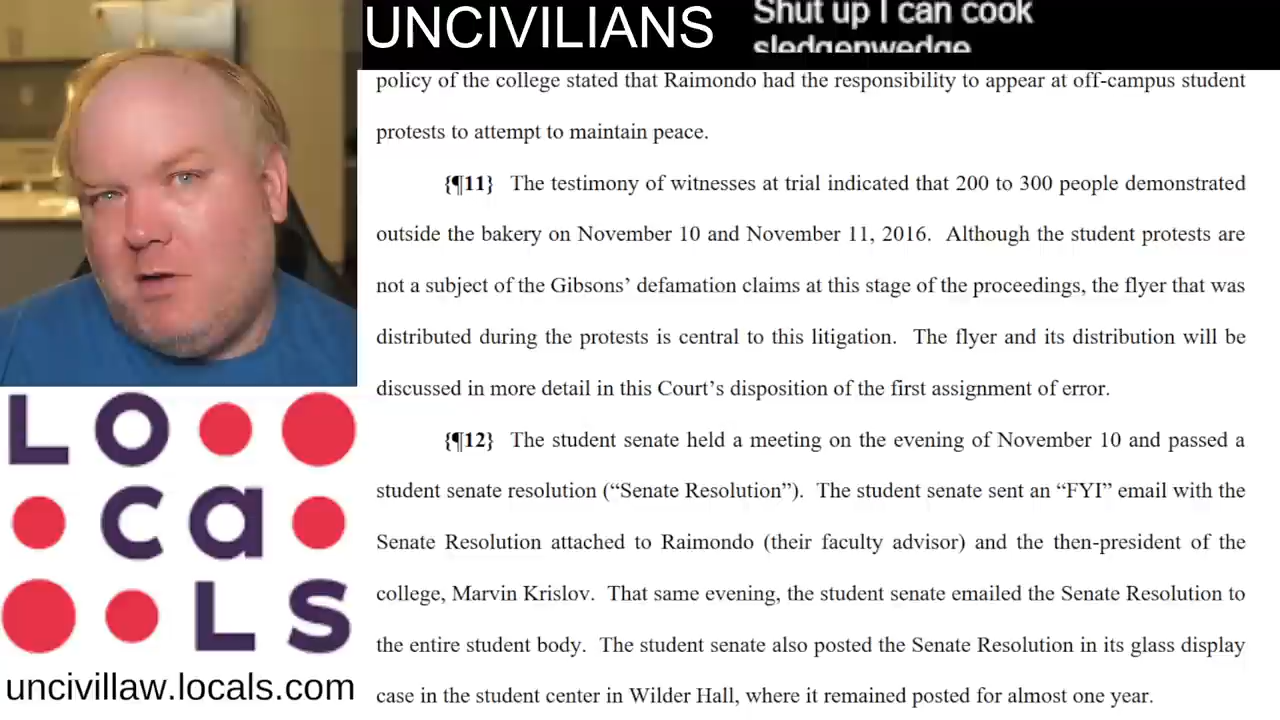 UNCIVILIANS
Shut up I can cook
sledgenwedge
policy of the college stated that Raimondo had the responsibility to appear at off-campus student
protests to attempt to maintain peace.
{¶11} The testimony of witnesses at trial indicated that 200 to 300 people demonstrated
outside the bakery on November 10 and November 11, 2016. Although the student protests are
not a subject of the Gibsons’ defamation claims at this stage of the proceedings, the flyer that was
distributed during the protests is central to this litigation. The flyer and its distribution will be
discussed in more detail in this Court’s disposition of the first assignment of error.
{¶12} The student senate held a meeting on the evening of November 10 and passed a
student senate resolution (“Senate Resolution”). The student senate sent an “FYI” email with the
Senate Resolution attached to Raimondo (their faculty advisor) and the then-president of the
college, Marvin Krislov. That same evening, the student senate emailed the Senate Resolution to
the entire student body. The student senate also posted the Senate Resolution in its glass display
case in the student center in Wilder Hall, where it remained posted for almost one year.
LO
ca
LS
uncivillaw.locals.com